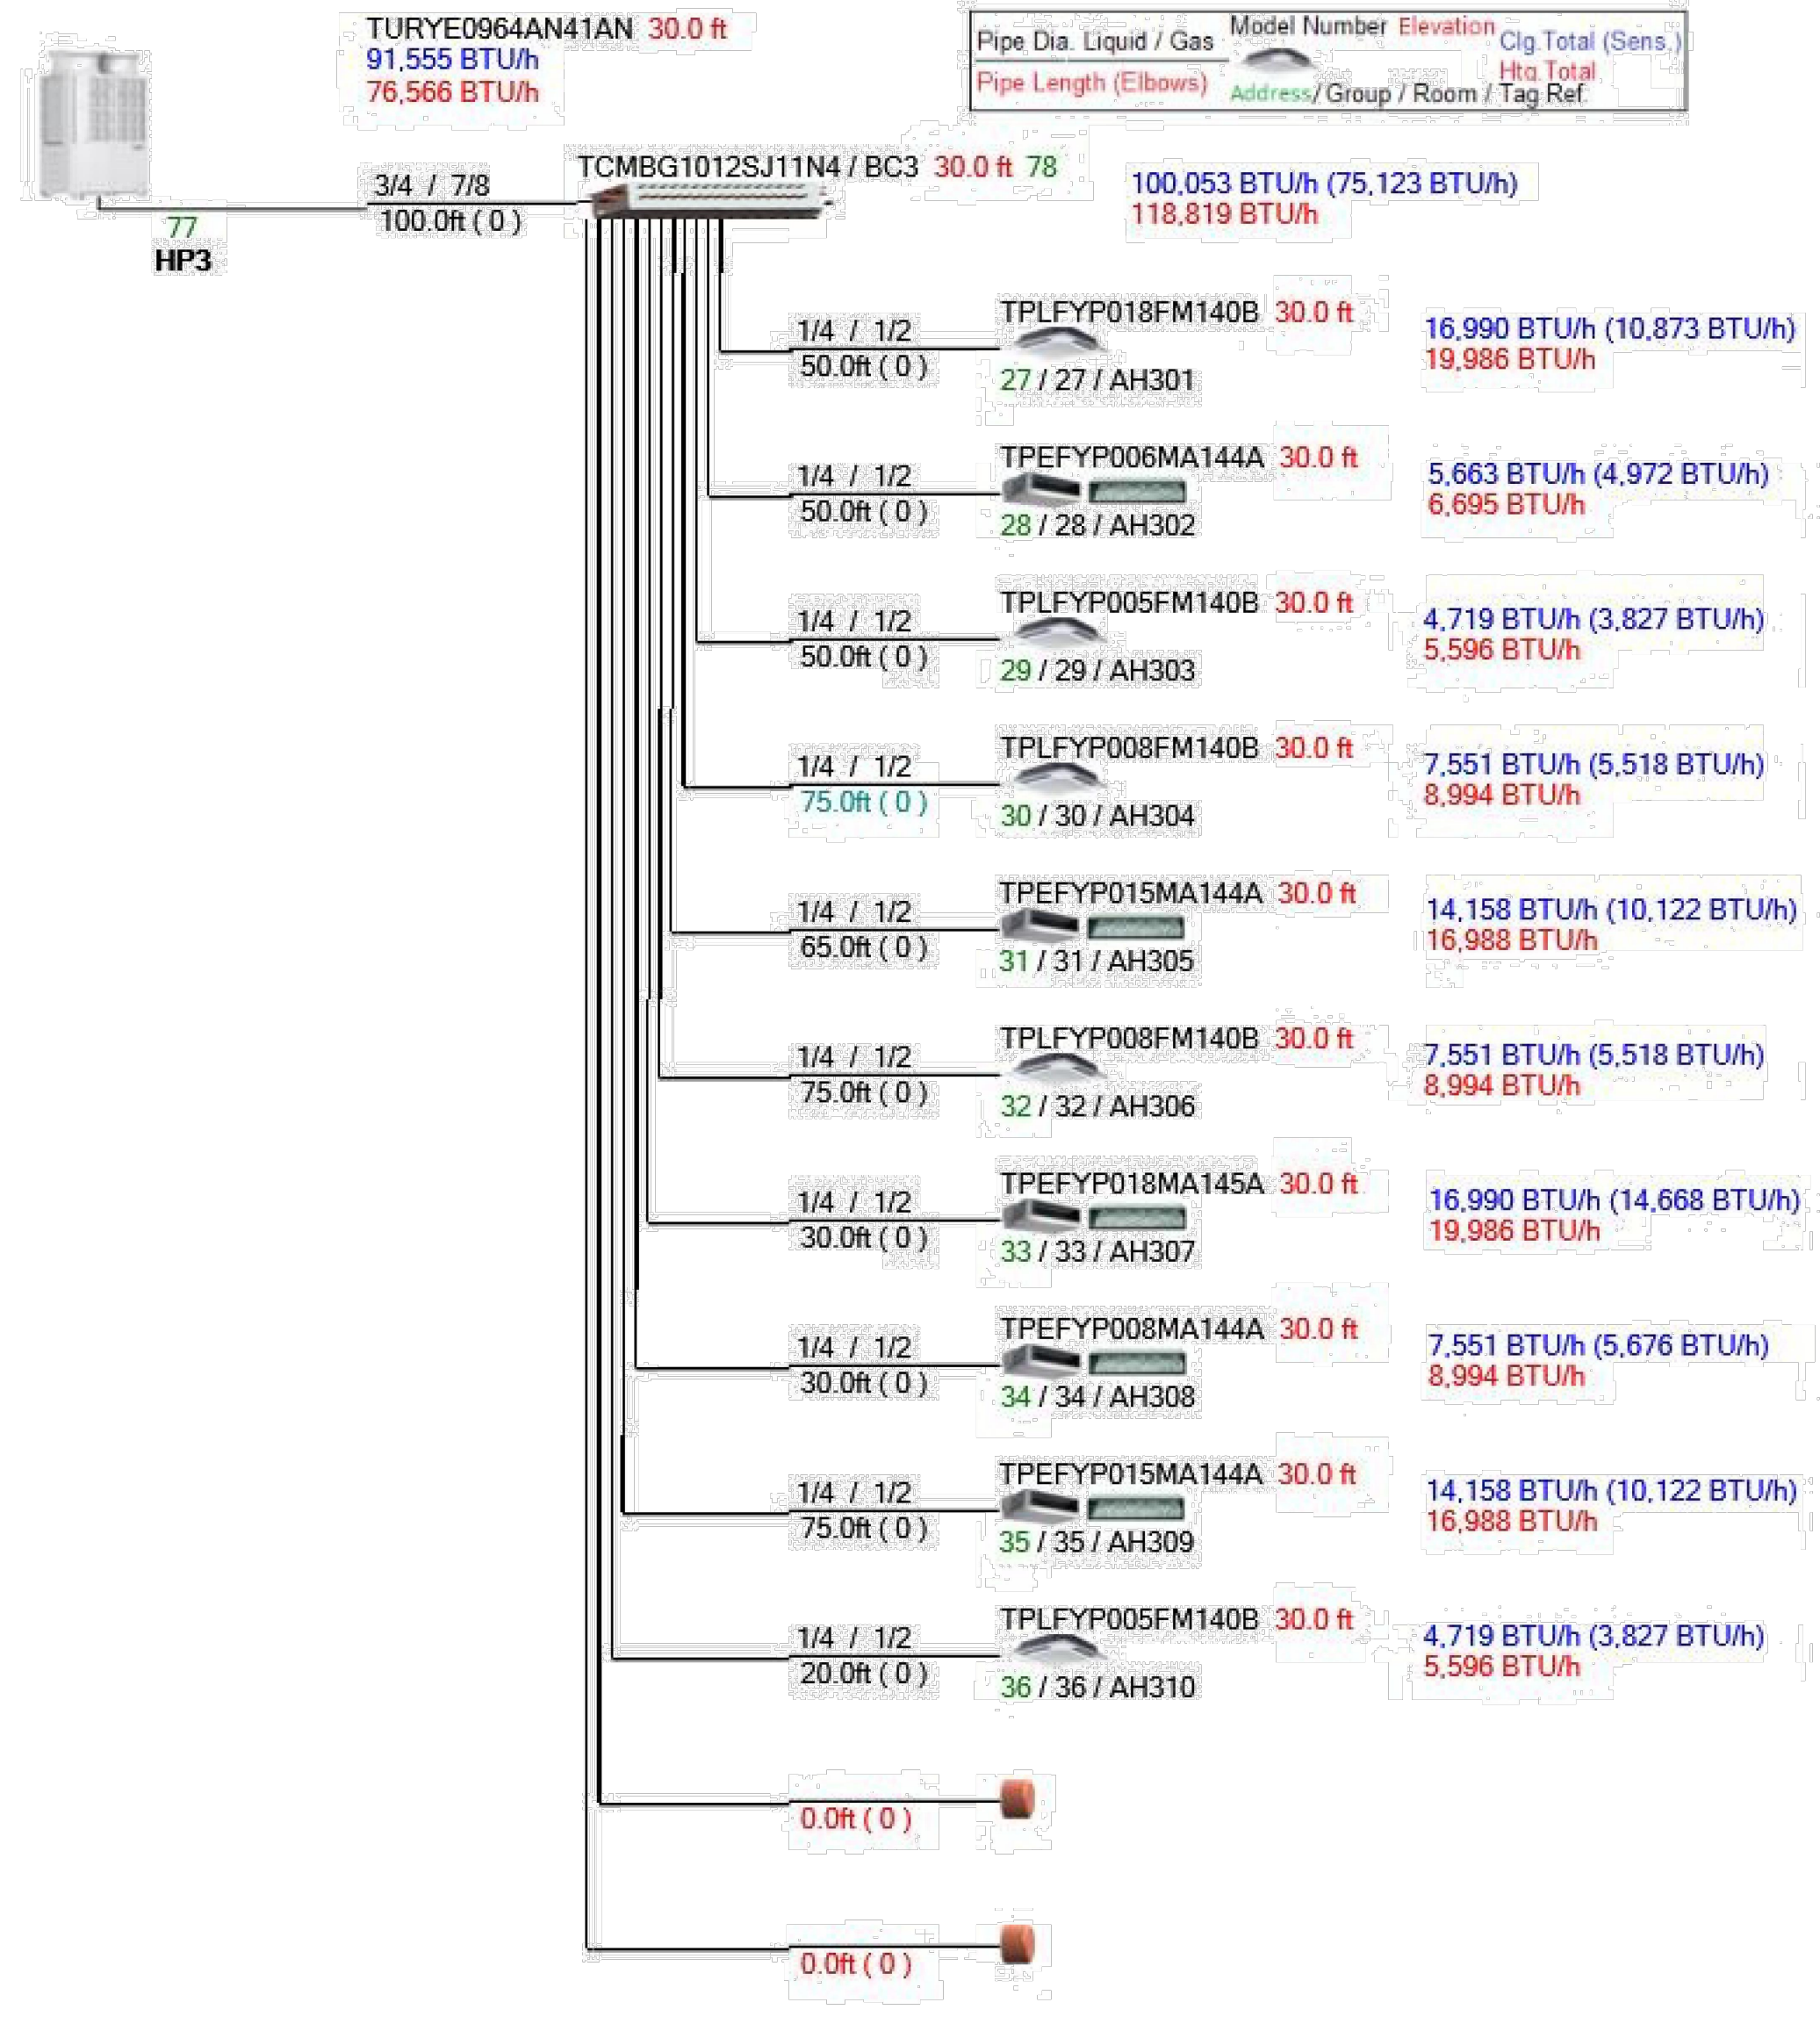 TURYE0964AN41AN 30.0 ft
91,555 BTU/h
76,566 BTU/h
Pipe Dia. Liquid / Gas
Pipe Length (Elbows)
Model Number Elevation
Clg.Total (Sens.)
Htg.Total
Address/ Group / Room / Tag Ref.
3/4 / 7/8
100.0ft ( 0 )
77
HP3
TCMBG1012SJ11N4 / BC3 30.0 ft 78
100,053 BTU/h (75,123 BTU/h)
118,819 BTU/h
1/4 / 1/2
50.0ft ( 0 )
TPLFYP018FM140B 30.0 ft
27 / 27 / AH301
16,990 BTU/h (10,873 BTU/h)
19,986 BTU/h
1/4 / 1/2
50.0ft ( 0 )
TPEFYP006MA144A 30.0 ft
28 / 28 / AH302
5,663 BTU/h (4,972 BTU/h)
6,695 BTU/h
1/4 / 1/2
50.0ft ( 0 )
TPLFYP005FM140B 30.0 ft
29 / 29 / AH303
4,719 BTU/h (3,827 BTU/h)
5,596 BTU/h
1/4 / 1/2
75.0ft ( 0 )
TPLFYP008FM140B 30.0 ft
30 / 30 / AH304
7,551 BTU/h (5,518 BTU/h)
8,994 BTU/h
1/4 / 1/2
65.0ft ( 0 )
TPEFYP015MA144A 30.0 ft
31 / 31 / AH305
14,158 BTU/h (10,122 BTU/h)
16,988 BTU/h
1/4 / 1/2
75.0ft ( 0 )
TPLFYP008FM140B 30.0 ft
32 / 32 / AH306
7,551 BTU/h (5,518 BTU/h)
8,994 BTU/h
1/4 / 1/2
30.0ft ( 0 )
TPEFYP018MA145A 30.0 ft
33 / 33 / AH307
16,990 BTU/h (14,668 BTU/h)
19,986 BTU/h
1/4 / 1/2
30.0ft ( 0 )
TPEFYP008MA144A 30.0 ft
34 / 34 / AH308
7,551 BTU/h (5,676 BTU/h)
8,994 BTU/h
1/4 / 1/2
75.0ft ( 0 )
TPEFYP015MA144A 30.0 ft
35 / 35 / AH309
14,158 BTU/h (10,122 BTU/h)
16,988 BTU/h
1/4 / 1/2
20.0ft ( 0 )
TPLFYP005FM140B 30.0 ft
36 / 36 / AH310
4,719 BTU/h (3,827 BTU/h)
5,596 BTU/h
0.0ft ( 0 )
0.0ft ( 0 )